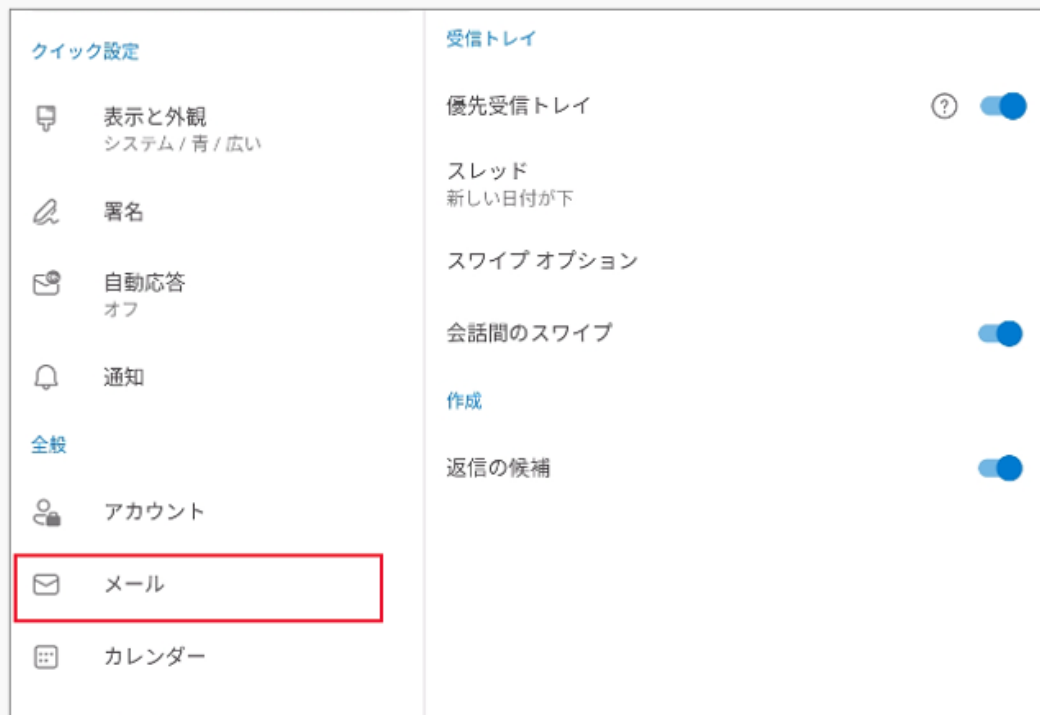 クイック設定
表示と外観
システム / 青 / 広い
署名
自動応答
オフ
通知
全般
アカウント
メール
カレンダー
受信トレイ
優先受信トレイ
?
スレッド
新しい日付が下
スワイプ オプション
会話間のスワイプ
作成
返信の候補